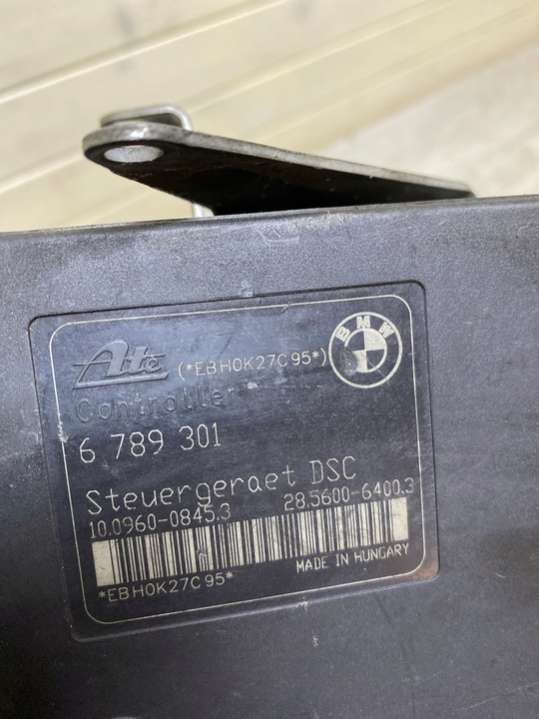 Ate (*EBH0K27C95*) BMW
Controller
6 789 301
Steuergeraet DSC
10.0960-0845.3 28.5600-6400.3
MADE IN HUNGARY
*EBH0K27C95*